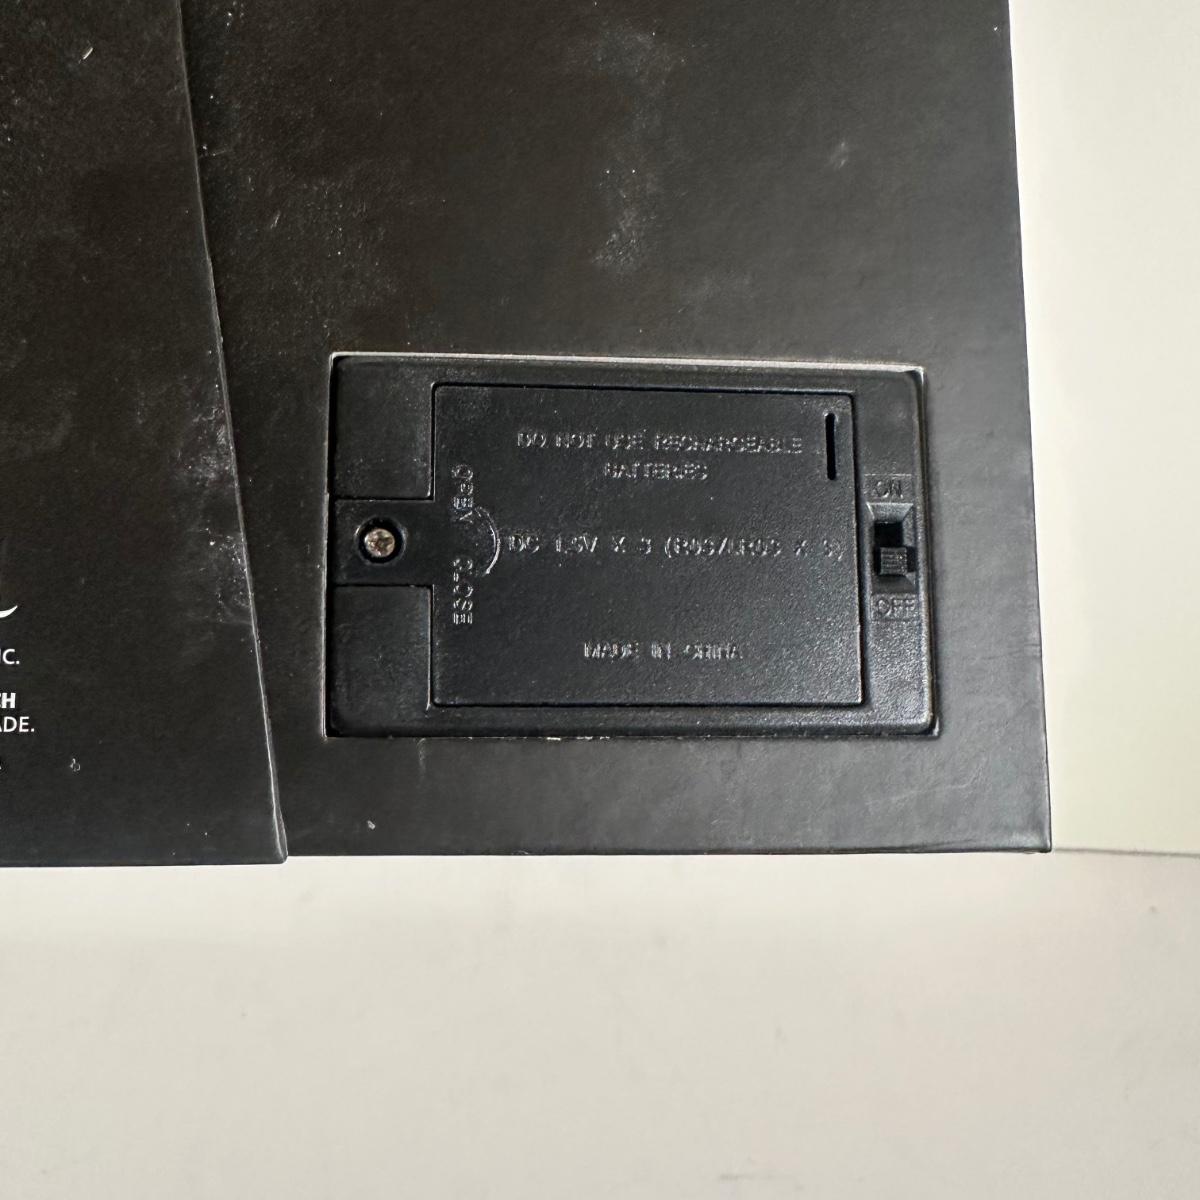 DO NOT USE RECHARGEABLE
BATTERIES
OPEN
CLOSE
DC 1.5V X 3 (R03/LR03 X 3)
MADE IN CHINA
ON
OFF
IC.
CH
ADE.